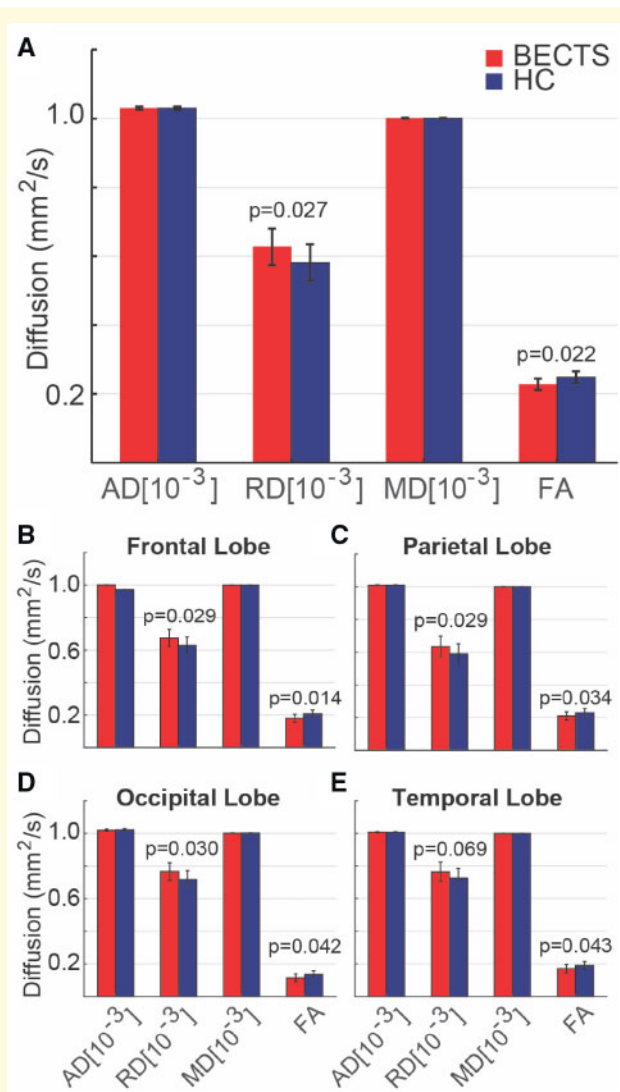 A
BECTS
HC
Diffusion (mm²/s)
1.0
0.2
p=0.027
p=0.022
AD[10⁻³] RD[10⁻³] MD[10⁻³] FA
B Frontal Lobe
Diffusion (mm²/s)
1.0
0.6
0.2
p=0.029
p=0.014
C Parietal Lobe
p=0.029
p=0.034
D Occipital Lobe
Diffusion (mm²/s)
1.0
0.6
0.2
p=0.030
p=0.042
AD[10⁻³] RD[10⁻³] MD[10⁻³] FA
E Temporal Lobe
p=0.069
p=0.043
AD[10⁻³] RD[10⁻³] MD[10⁻³] FA